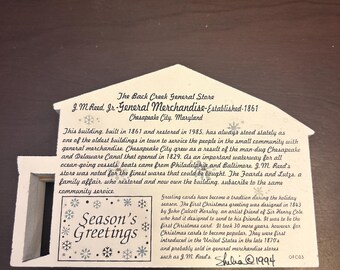 The Back Creek General Store
J.M. Reed, Jr.-General Merchandise-Established-1861
Chesapeake City, Maryland
This building, built in 1861 and restored in 1985, has always stood stately as
one of the oldest buildings in town to service the people in the small community with
general merchandise. Chesapeake City grew as a result of the many Chesapeake
and Delaware Canal that opened in 1829. As an important waterway for all
ocean-going vessels, boats came from Philadelphia and Baltimore. J.M. Reed's
store was noted for the finest wares that could be bought. The Foards and Lutzs, a
family affair, who restored and now own the building, subscribe to the same
community service.
Season's
Greetings
Greeting cards have become a tradition during the holiday
season. The first Christmas greeting was designed in 1843
by John Calcott Horsley, an artist friend of Sir Henry Cole
who had it designed to send to his friends. It was to be the
first Christmas card. It took 30 more years, however, for
Christmas cards to become popular. They were first
introduced in the United States in the late 1870's
and probably sold in general merchandise stores
such as J.M. Reed's.
Sheila © 1994